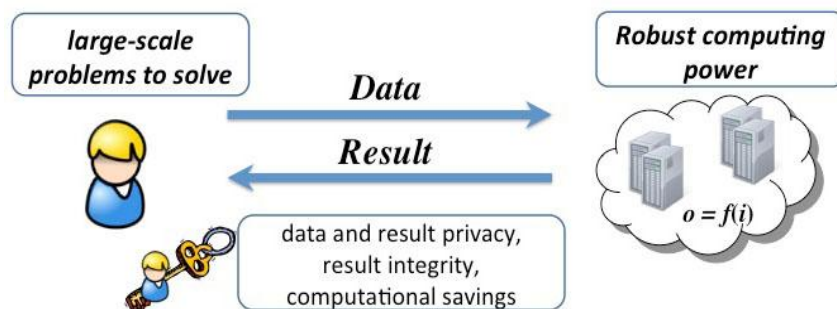 large-scale
problems to solve
Robust computing
power
Data
Result
o = f(i)
data and result privacy,
result integrity,
computational savings